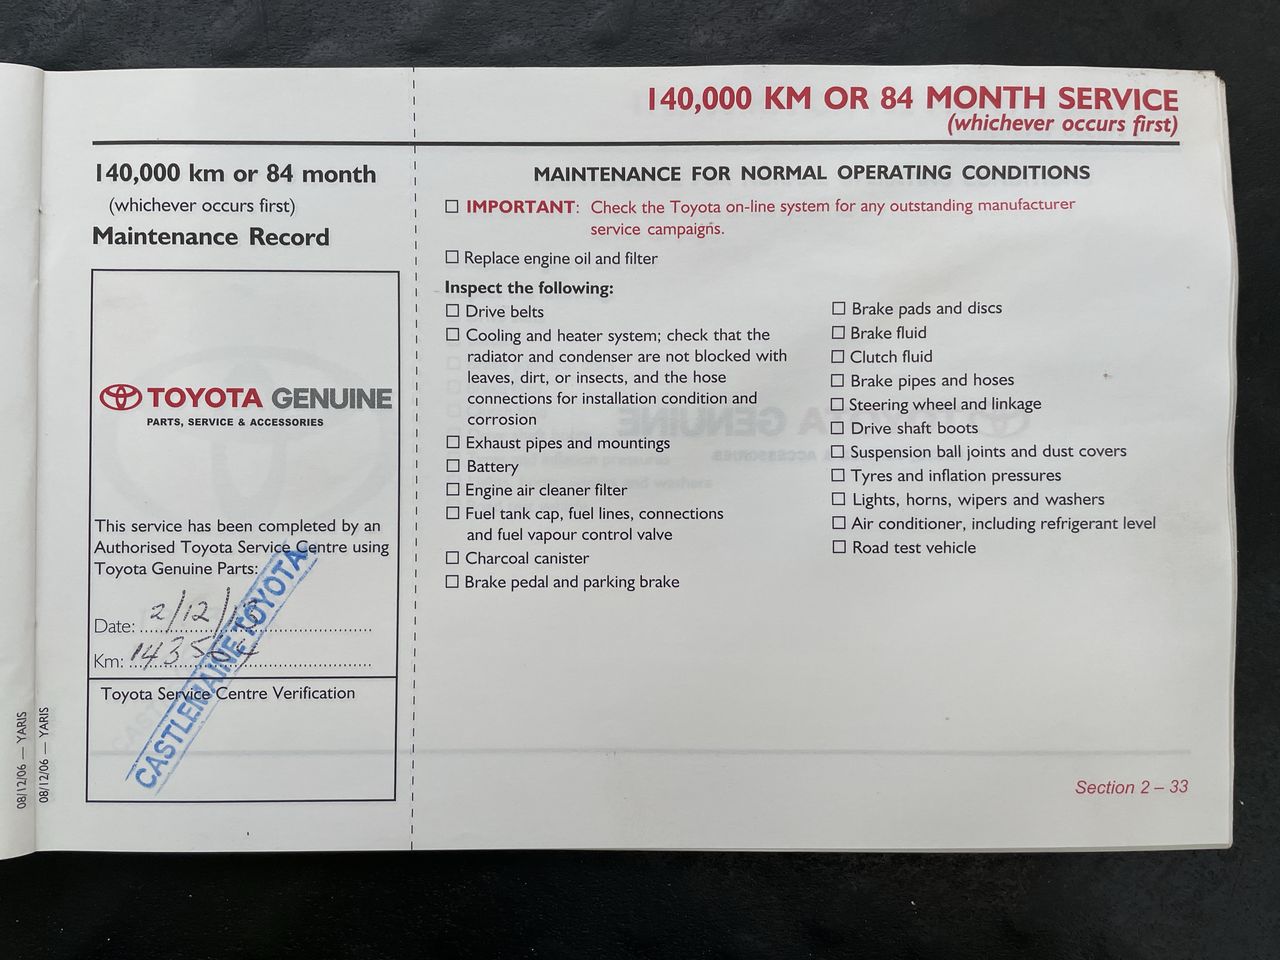 140,000 KM OR 84 MONTH SERVICE
(whichever occurs first)
140,000 km or 84 month
(whichever occurs first)
Maintenance Record
TOYOTA GENUINE
PARTS, SERVICE & ACCESSORIES
This service has been completed by an
Authorised Toyota Service Centre using
Toyota Genuine Parts:
Date: 2/12/
Km:
CASTLEMAINE TOYOTA
Toyota Service Centre Verification
MAINTENANCE FOR NORMAL OPERATING CONDITIONS
☐ IMPORTANT: Check the Toyota on-line system for any outstanding manufacturer
service campaigns.
☐ Replace engine oil and filter
Inspect the following:
☐ Drive belts
☐ Cooling and heater system; check that the
radiator and condenser are not blocked with
leaves, dirt, or insects, and the hose
connections for installation condition and
corrosion
☐ Exhaust pipes and mountings
☐ Battery
☐ Engine air cleaner filter
☐ Fuel tank cap, fuel lines, connections
and fuel vapour control valve
☐ Charcoal canister
☐ Brake pedal and parking brake
☐ Brake pads and discs
☐ Brake fluid
☐ Clutch fluid
☐ Brake pipes and hoses
☐ Steering wheel and linkage
☐ Drive shaft boots
☐ Suspension ball joints and dust covers
☐ Tyres and inflation pressures
☐ Lights, horns, wipers and washers
☐ Air conditioner, including refrigerant level
☐ Road test vehicle
Section 2 – 33
08/12/06 — YARIS
08/12/06 — YARIS